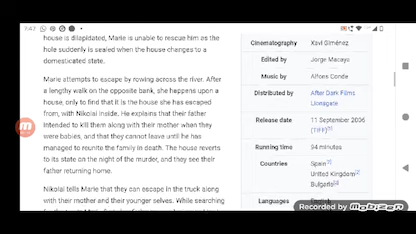 7:47
house is dilapidated, Marie is unable to rescue him as the
hole suddenly is sealed when the house changes to a
domesticated state.
Marie attempts to escape by rowing across the river. After
a lengthy walk on the opposite bank, she happens upon
a house, only to find that it is the house she has escaped
from, with Nikolai inside. He explains that their father
intended to kill them along with their mother when they
were babies, and that they cannot leave until he has
managed to reunite the family in death. The house reverts
to its state on the night of the murder, and they see their
father returning home.
Nikolai tells Marie that they can escape in the truck along
with their mother and their younger selves. While searching
Cinematography Xavi Giménez
Edited by Jorge Macaya
Music by Alfons Conde
Distributed by After Dark Films
Lionsgate
Release date 11 September 2006
(TIFF)[1]
Running time 94 minutes
Countries Spain
United Kingdom
Bulgaria
Languages English
Recorded by Mobizen